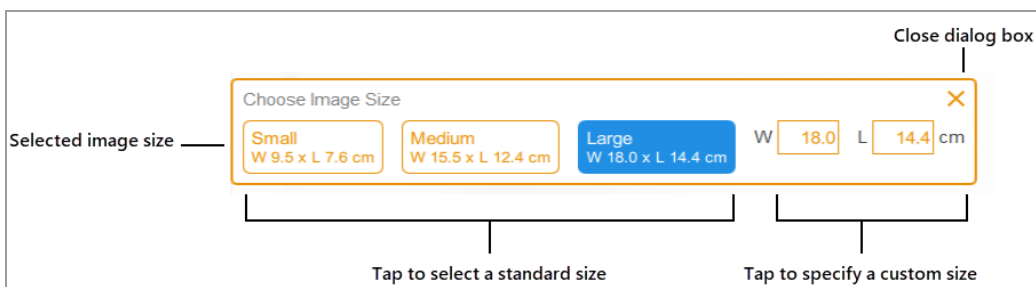 Close dialog box
Choose Image Size
Selected image size
Small
W 9.5 x L 7.6 cm
Medium
W 15.5 x L 12.4 cm
Large
W 18.0 x L 14.4 cm
W 18.0 L 14.4 cm
Tap to select a standard size
Tap to specify a custom size